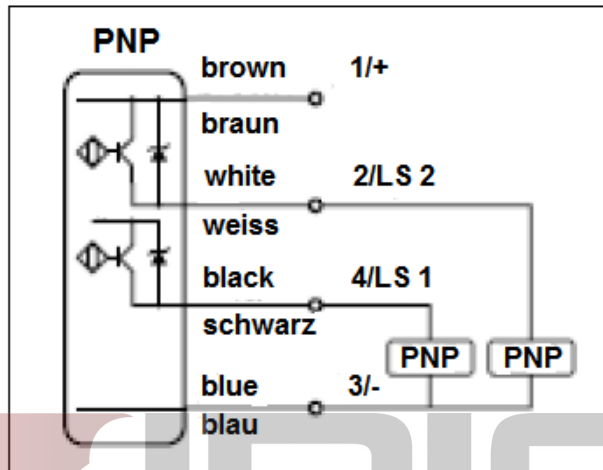 PNP
brown 1/+
braun
white 2/LS 2
weiss
black 4/LS 1
schwarz
PNP PNP
blue 3/-
blau